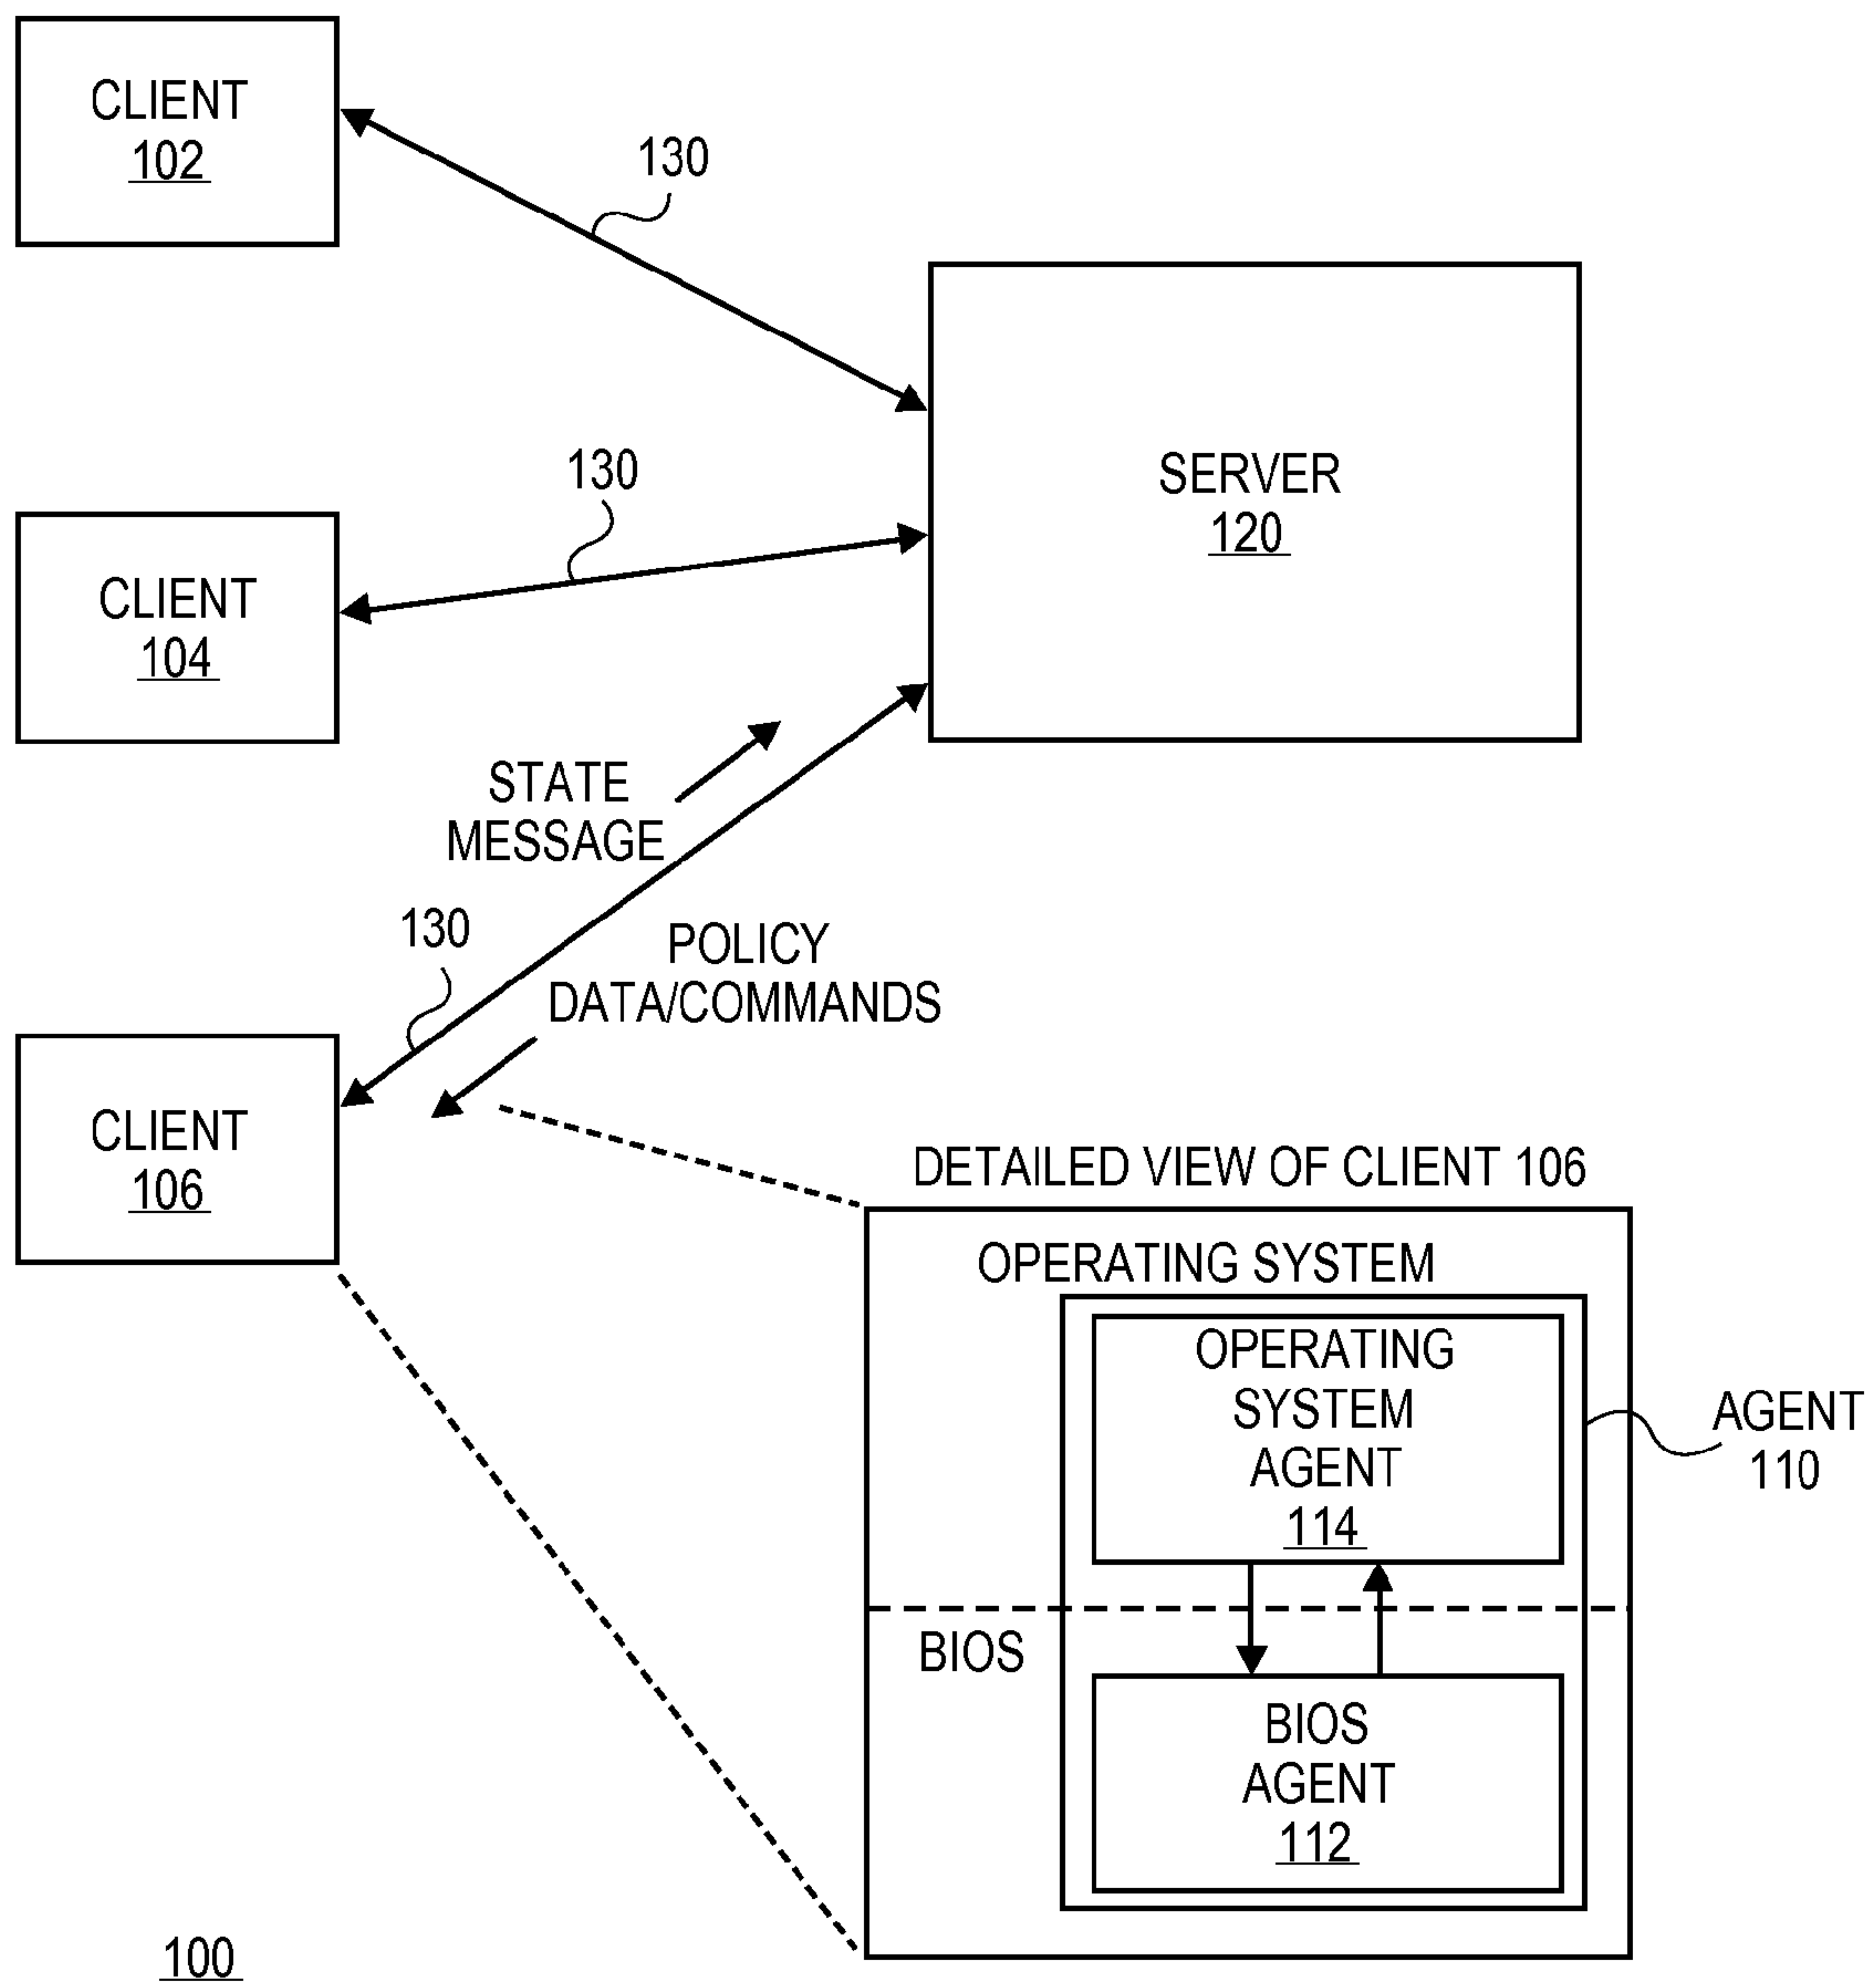 CLIENT
102
130
SERVER
120
130
CLIENT
104
STATE
MESSAGE
130
POLICY
DATA/COMMANDS
CLIENT
106
DETAILED VIEW OF CLIENT 106
OPERATING SYSTEM
OPERATING
SYSTEM
AGENT
114
AGENT
110
BIOS
BIOS
AGENT
112
100